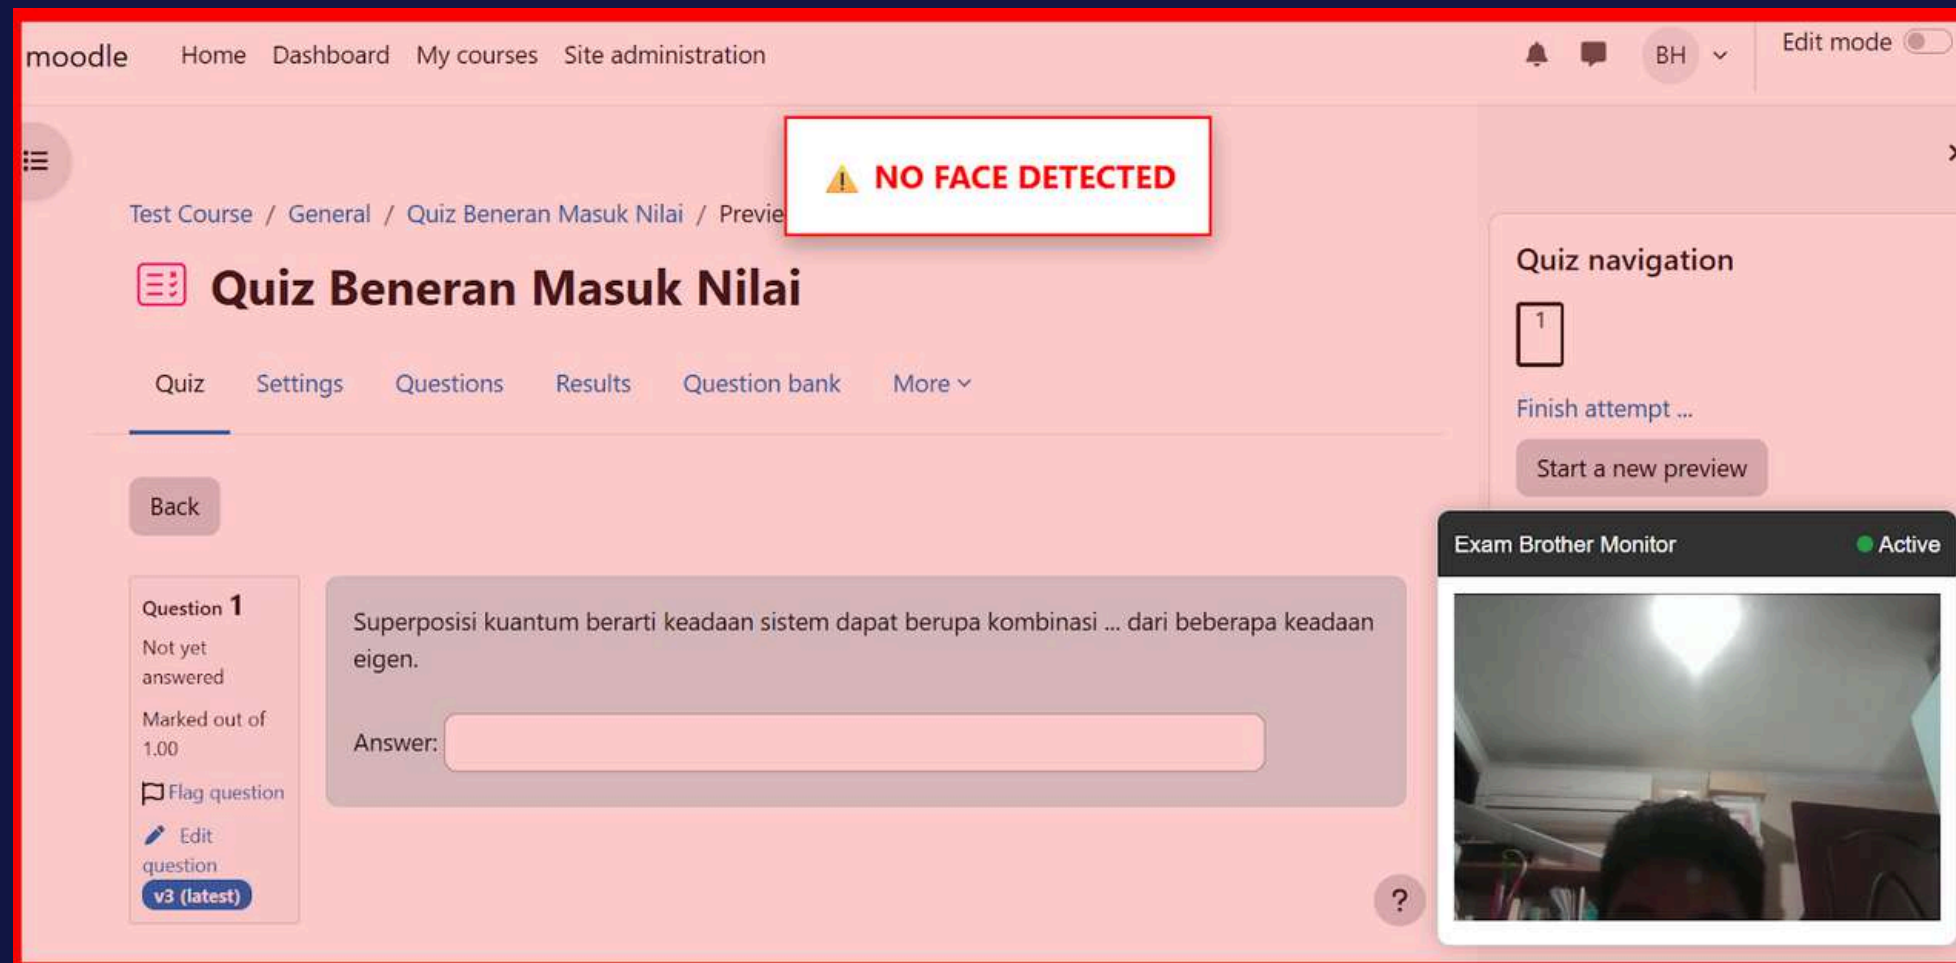 moodle Home Dashboard My courses Site administration BH Edit mode
⚠ NO FACE DETECTED
Test Course / General / Quiz Beneran Masuk Nilai / Previe
Quiz Beneran Masuk Nilai
Quiz Settings Questions Results Question bank More
Back
Question 1
Not yet
answered
Marked out of
1.00
Flag question
Edit
question
v3 (latest)
Superposisi kuantum berarti keadaan sistem dapat berupa kombinasi ... dari beberapa keadaan
eigen.
Answer:
Quiz navigation
1
Finish attempt ...
Start a new preview
Exam Brother Monitor Active
?